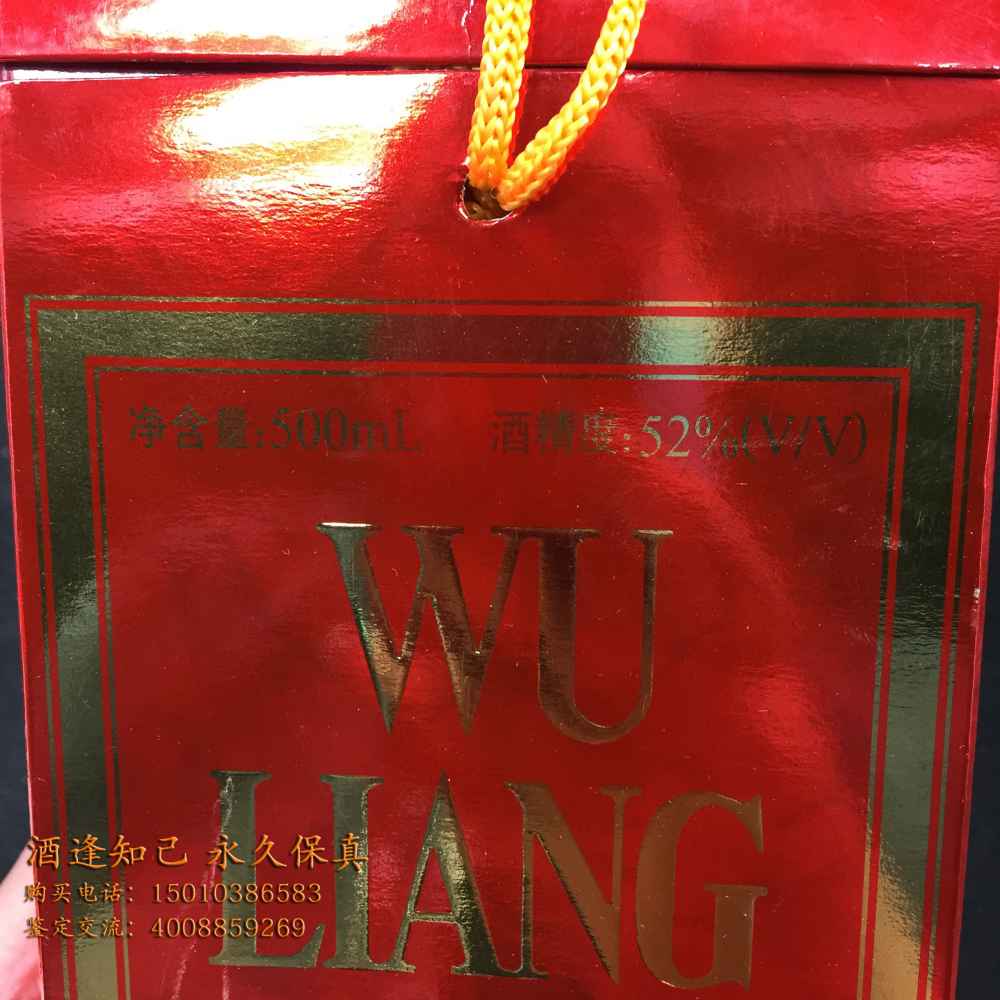 净含量:500mL 酒精度:52%(V/V)
WU
LIANG
酒逢知己 永久保真
购买电话: 15010386583
鉴定交流: 4008859269